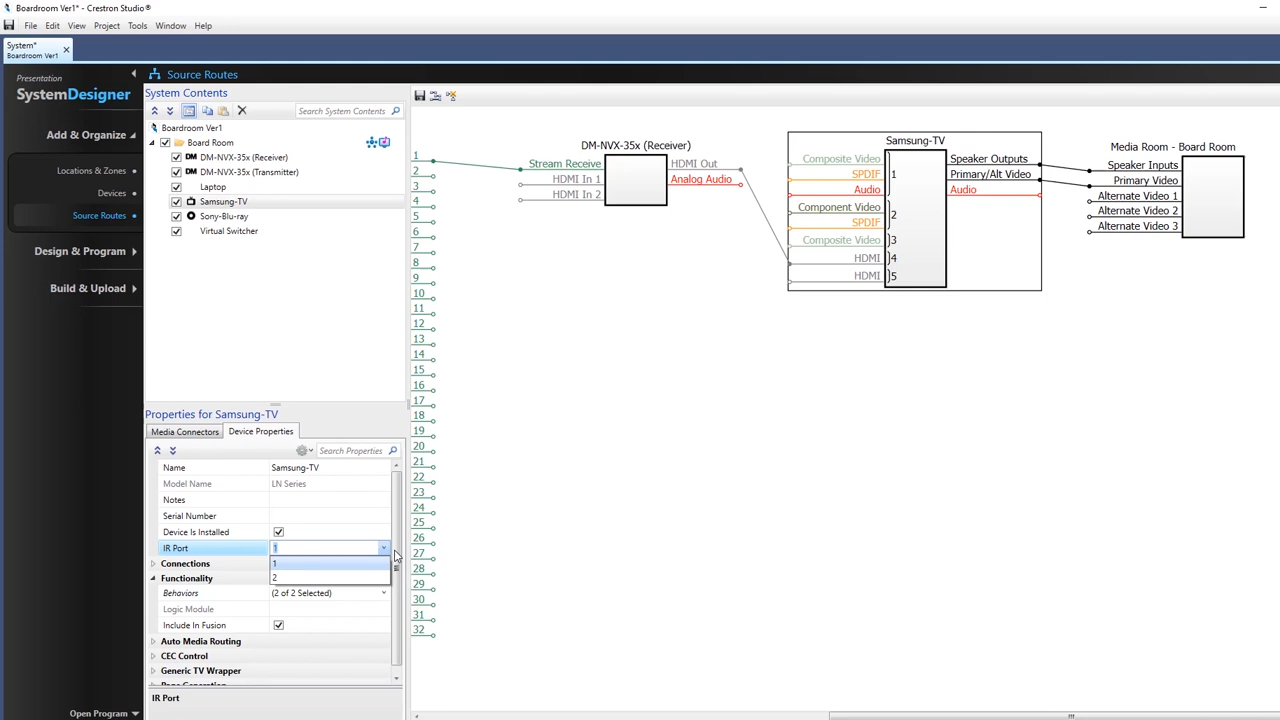 Boardroom Ver1* - Crestron Studio®
File Edit View Project Tools Window Help
System*
Boardroom Ver1
Presentation
SystemDesigner
Add & Organize
Locations & Zones
Devices
Source Routes
Design & Program
Build & Upload
Open Program
Source Routes
System Contents
Search System Contents
Boardroom Ver1
Board Room
DM-NVX-35x (Receiver)
DM-NVX-35x (Transmitter)
Laptop
Samsung-TV
Sony-Blu-ray
Virtual Switcher
Properties for Samsung-TV
Media Connectors Device Properties
Search Properties
Name Samsung-TV
Model Name LN Series
Notes
Serial Number
Device Is Installed
IR Port 1
1
2
Connections
Functionality
Behaviors (2 of 2 Selected)
Logic Module
Include In Fusion
Auto Media Routing
CEC Control
Generic TV Wrapper
Page Generation
IR Port
1
2
3
4
5
6
7
8
9
10
11
12
13
14
15
16
17
18
19
20
21
22
23
24
25
26
27
28
29
30
31
32
DM-NVX-35x (Receiver)
Stream Receive HDMI Out
HDMI In 1 Analog Audio
HDMI In 2
Samsung-TV
Composite Video Speaker Outputs
SPDIF 1 Primary/Alt Video
Audio Audio
Component Video 2
SPDIF
Composite Video 3
HDMI 4
HDMI 5
Media Room - Board Room
Speaker Inputs
Primary Video
Alternate Video 1
Alternate Video 2
Alternate Video 3